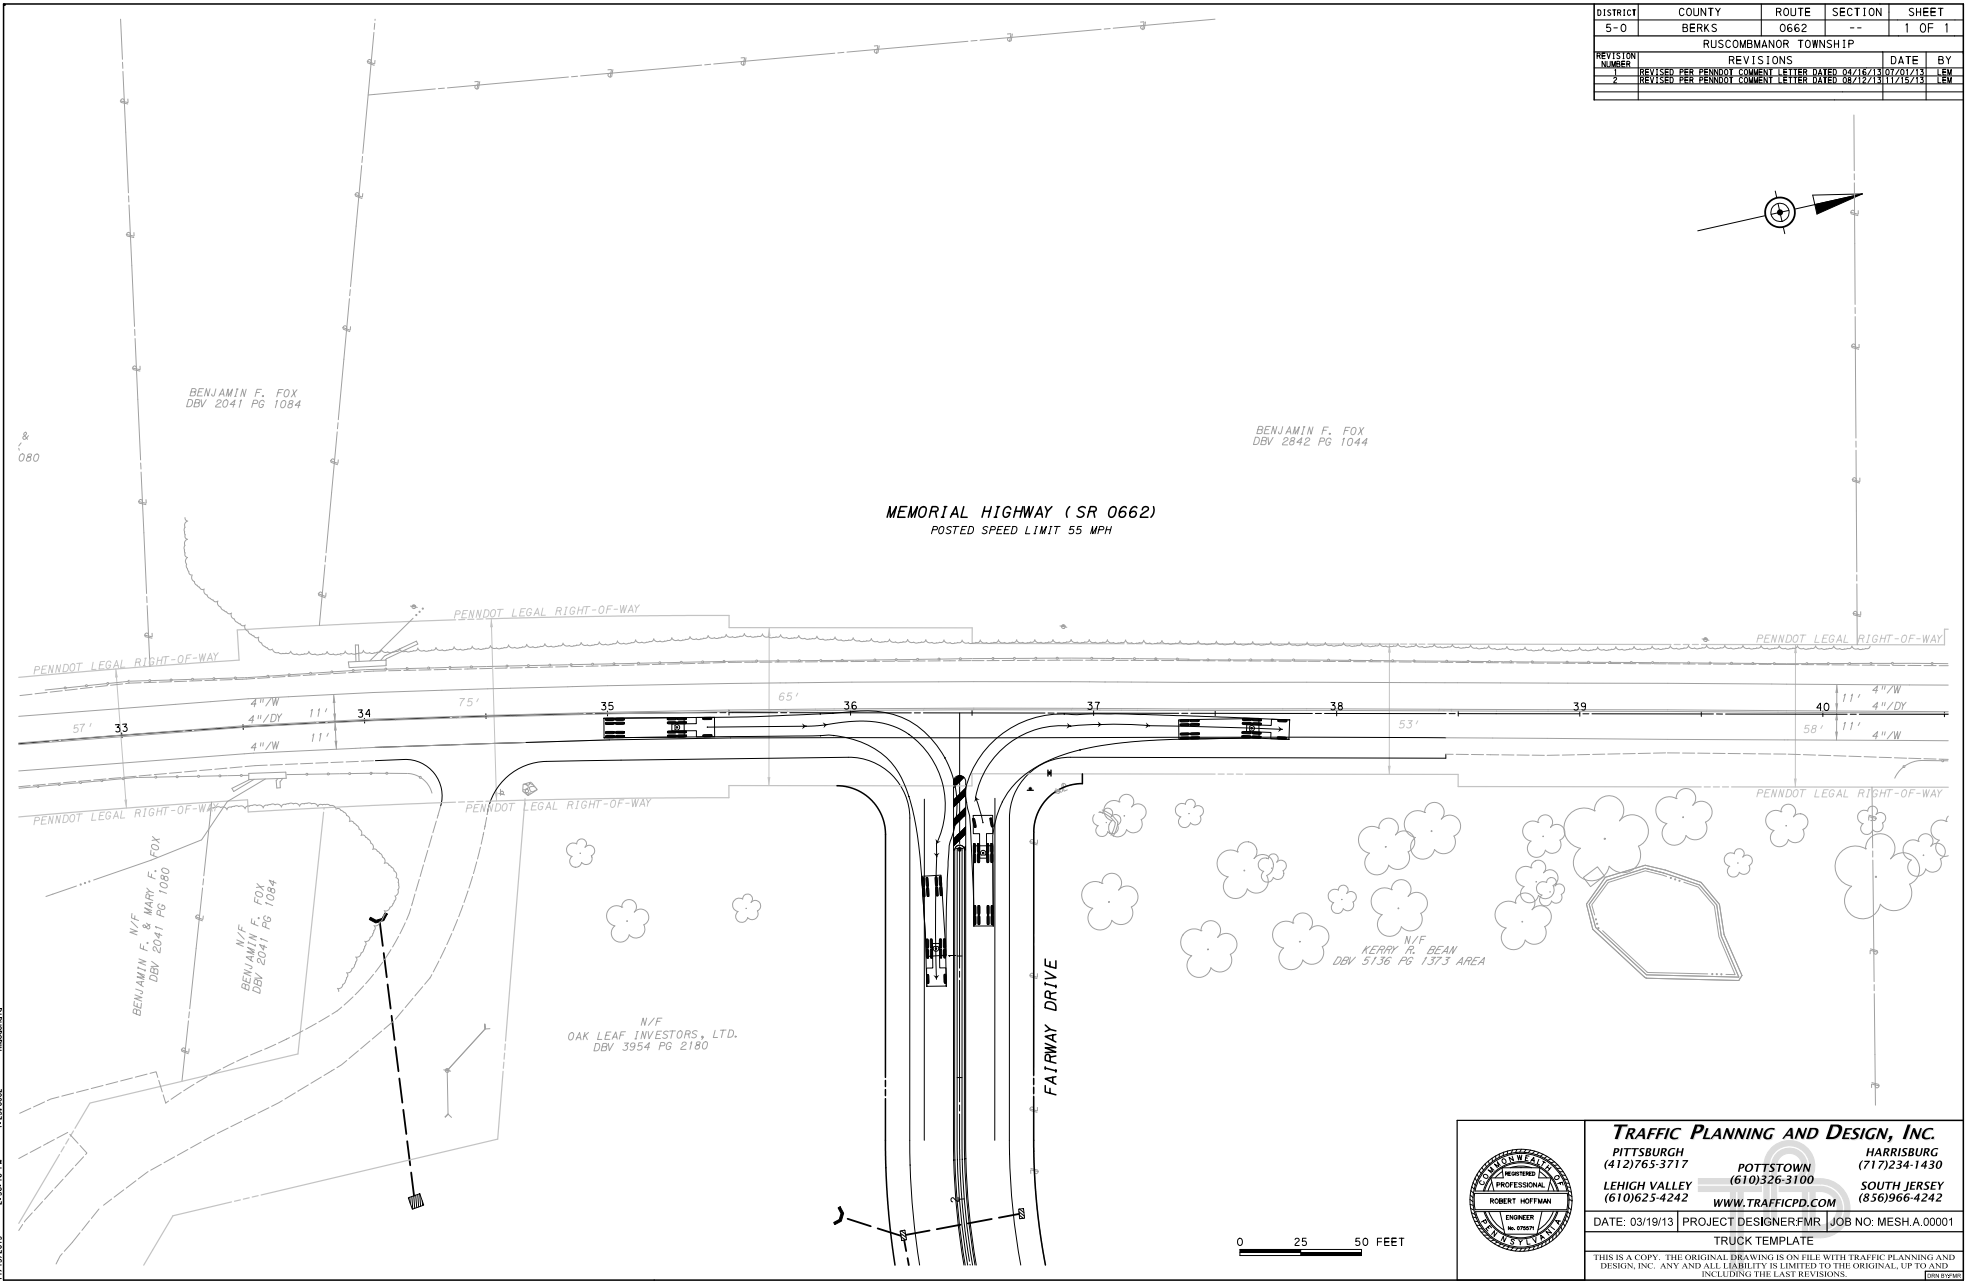 DISTRICT COUNTY ROUTE SECTION SHEET
5-0 BERKS 0662 -- 1 OF 1
RUSCOMBMANOR TOWNSHIP
REVISION NUMBER REVISIONS DATE BY
1 REVISED PER PENNDOT COMMENT LETTER DATED 04/16/13 07/01/13 LEM
2 REVISED PER PENNDOT COMMENT LETTER DATED 08/12/13 11/15/13 LEM
BENJAMIN F. FOX
DBV 2041 PG 1084
&
080
BENJAMIN F. FOX
DBV 2842 PG 1044
MEMORIAL HIGHWAY (SR 0662)
POSTED SPEED LIMIT 55 MPH
PENNDOT LEGAL RIGHT-OF-WAY
PENNDOT LEGAL RIGHT-OF-WAY
PENNDOT LEGAL RIGHT-OF-WAY
57'
33
4"/W
4"/DY
4"/W
11'
11'
34
75'
35
65'
36
37
38
53'
39
58'
40
11'
11'
4"/W
4"/DY
4"/W
PENNDOT LEGAL RIGHT-OF-WAY
PENNDOT LEGAL RIGHT-OF-WAY
PENNDOT LEGAL RIGHT-OF-WAY
N/F
BENJAMIN F. & MARY F. FOX
DBV 2041 PG 1080
N/F
BENJAMIN F. FOX
DBV 2041 PG 1084
N/F
OAK LEAF INVESTORS, LTD.
DBV 3954 PG 2180
1
2
FAIRWAY DRIVE
N/F
KERRY R. BEAN
DBV 5136 PG 1373 AREA
0 25 50 FEET
COMMONWEALTH OF
REGISTERED
PROFESSIONAL
ROBERT HOFFMAN
ENGINEER
No. 075571
PENNSYLVANIA
TRAFFIC PLANNING AND DESIGN, INC.
PITTSBURGH
(412)765-3717
HARRISBURG
(717)234-1430
POTTSTOWN
(610)326-3100
LEHIGH VALLEY
(610)625-4242
SOUTH JERSEY
(856)966-4242
WWW.TRAFFICPD.COM
DATE: 03/19/13 PROJECT DESIGNER:FMR JOB NO: MESH.A.00001
TRUCK TEMPLATE
THIS IS A COPY. THE ORIGINAL DRAWING IS ON FILE WITH TRAFFIC PLANNING AND
DESIGN, INC. ANY AND ALL LIABILITY IS LIMITED TO THE ORIGINAL, UP TO AND
INCLUDING THE LAST REVISIONS.
DRN BY:FMR